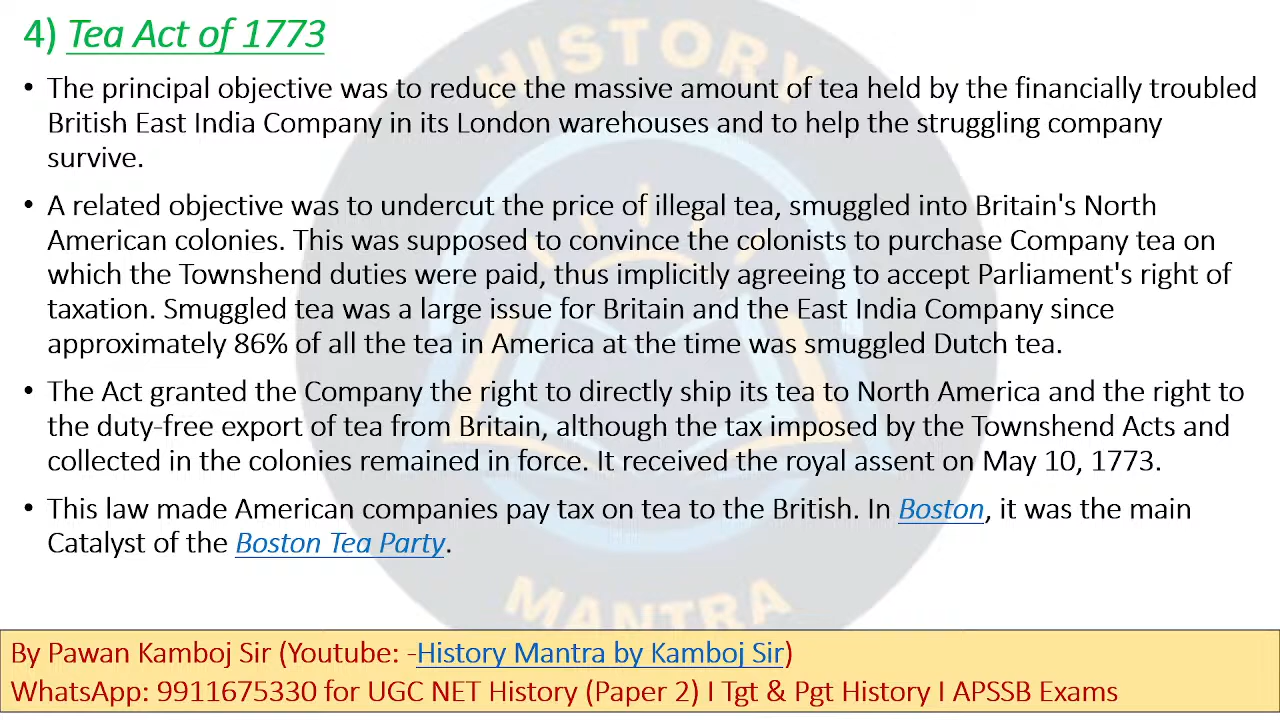 HISTORY
4) Tea Act of 1773
• The principal objective was to reduce the massive amount of tea held by the financially troubled
British East India Company in its London warehouses and to help the struggling company
survive.
• A related objective was to undercut the price of illegal tea, smuggled into Britain's North
American colonies. This was supposed to convince the colonists to purchase Company tea on
which the Townshend duties were paid, thus implicitly agreeing to accept Parliament's right of
taxation. Smuggled tea was a large issue for Britain and the East India Company since
approximately 86% of all the tea in America at the time was smuggled Dutch tea.
• The Act granted the Company the right to directly ship its tea to North America and the right to
the duty-free export of tea from Britain, although the tax imposed by the Townshend Acts and
collected in the colonies remained in force. It received the royal assent on May 10, 1773.
• This law made American companies pay tax on tea to the British. In Boston, it was the main
Catalyst of the Boston Tea Party.
MANTRA
By Pawan Kamboj Sir (Youtube: -History Mantra by Kamboj Sir)
WhatsApp: 9911675330 for UGC NET History (Paper 2) I Tgt & Pgt History I APSSB Exams